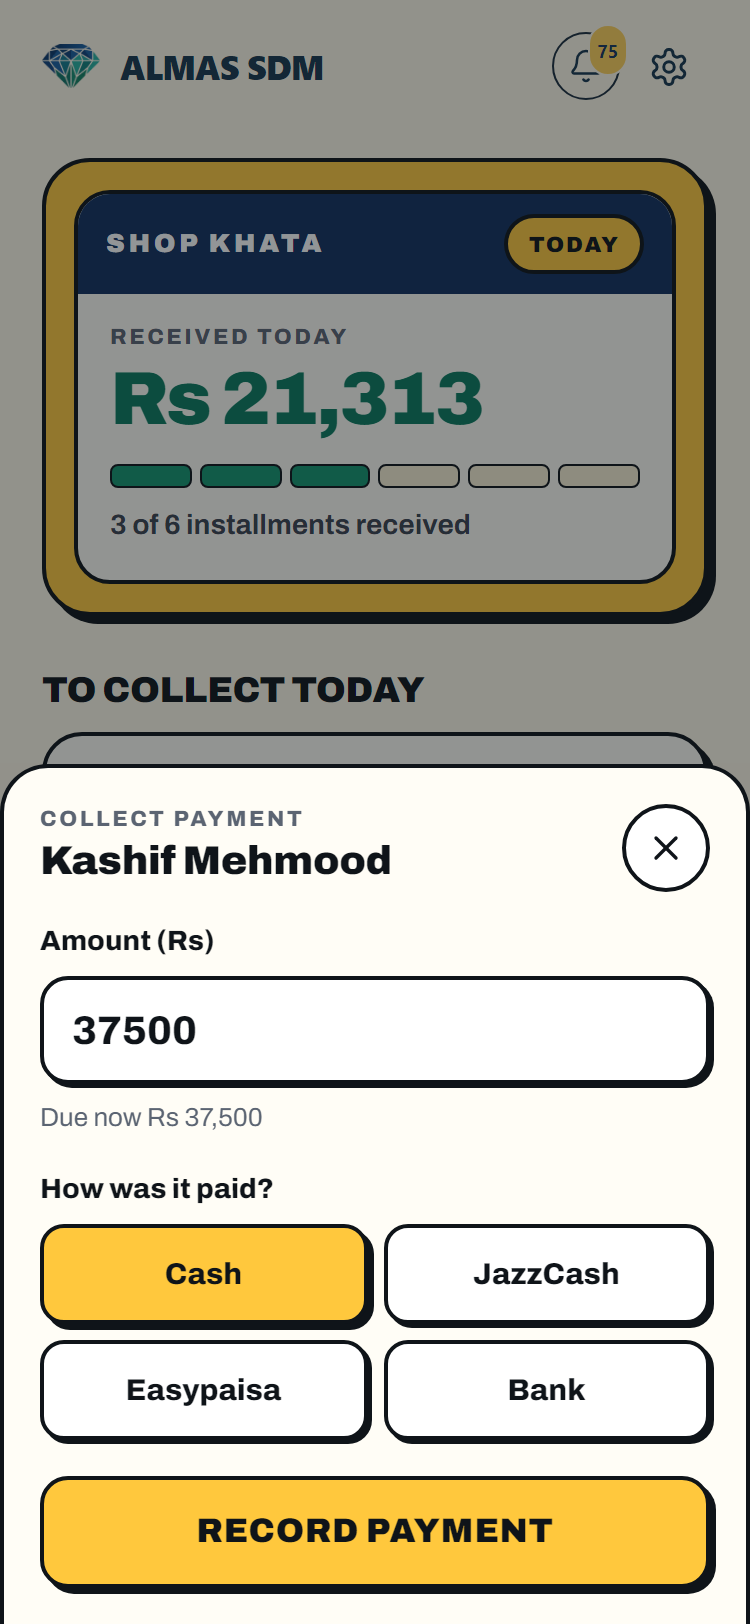 ALMAS SDM
75
SHOP KHATA
TODAY
RECEIVED TODAY
Rs 21,313
3 of 6 installments received
TO COLLECT TODAY
COLLECT PAYMENT
Kashif Mehmood
Amount (Rs)
37500
Due now Rs 37,500
How was it paid?
Cash
JazzCash
Easypaisa
Bank
RECORD PAYMENT